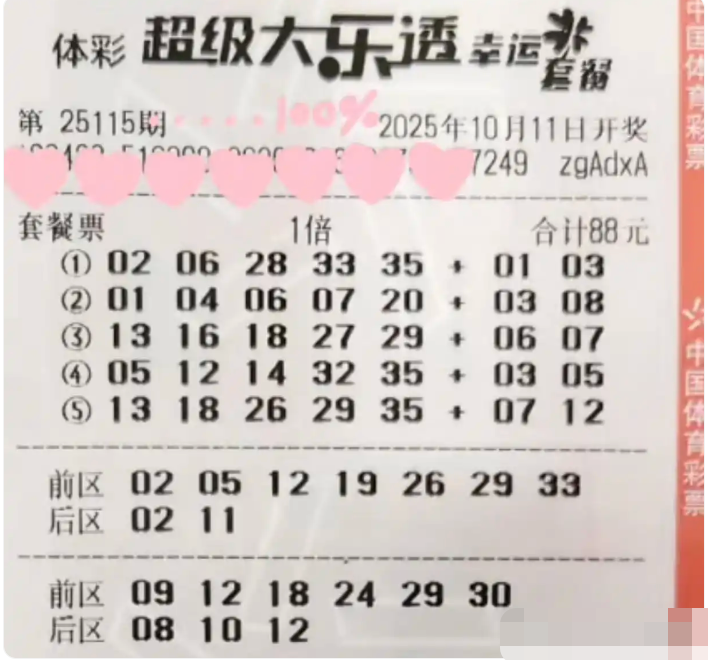 体彩 超级大乐透 幸运 套餐
第 25115期 100% 2025年10月11日开奖
7249 zgAdxA
套餐票 1倍 合计88元
① 02 06 28 33 35 + 01 03
② 01 04 06 07 20 + 03 08
③ 13 16 18 27 29 + 06 07
④ 05 12 14 32 35 + 03 05
⑤ 13 18 26 29 35 + 07 12
前区 02 05 12 19 26 29 33
后区 02 11
前区 09 12 18 24 29 30
后区 08 10 12
中国体育彩票
中国体育彩票